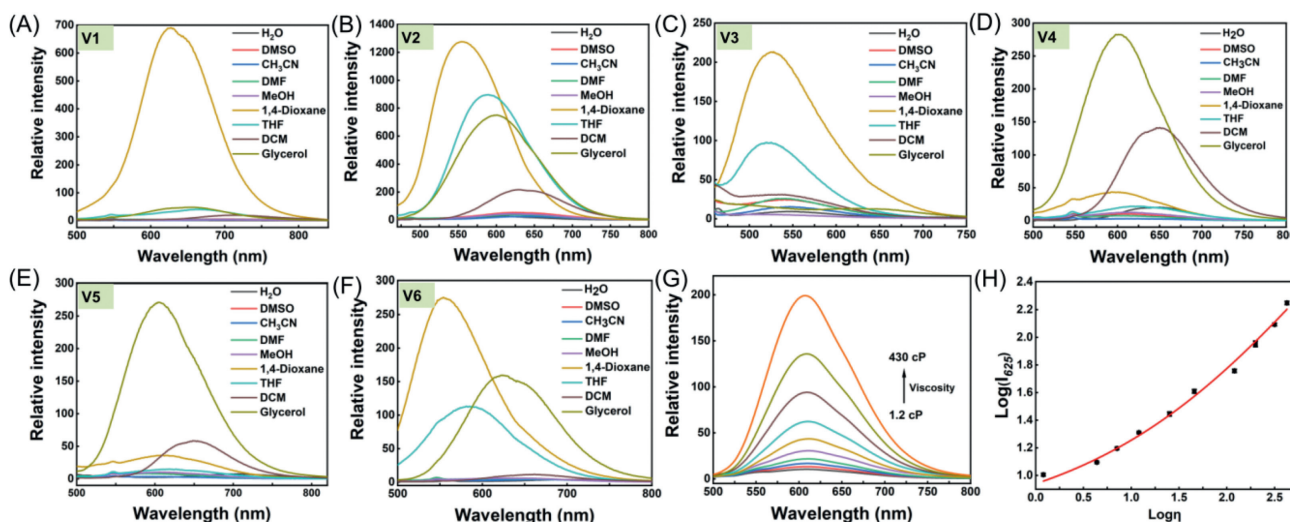 (A)
V1
Relative intensity
700
600
500
400
300
200
100
0
500
600
700
800
Wavelength (nm)
H₂O
DMSO
CH₃CN
DMF
MeOH
1,4-Dioxane
THF
DCM
Glycerol
(B)
V2
Relative intensity
1400
1200
1000
800
600
400
200
0
500
550
600
650
700
750
800
Wavelength (nm)
H₂O
DMSO
CH₃CN
DMF
MeOH
1,4-Dioxane
THF
DCM
Glycerol
(C)
V3
Relative intensity
250
200
150
100
50
0
500
550
600
650
700
750
Wavelength (nm)
H₂O
DMSO
CH₃CN
DMF
MeOH
1,4-Dioxane
THF
DCM
Glycerol
(D)
V4
Relative intensity
300
250
200
150
100
50
0
500
550
600
650
700
750
800
Wavelength (nm)
H₂O
DMSO
CH₃CN
DMF
MeOH
1,4-Dioxane
THF
DCM
Glycerol
(E)
V5
Relative intensity
300
250
200
150
100
50
0
500
600
700
800
Wavelength (nm)
H₂O
DMSO
CH₃CN
DMF
MeOH
1,4-Dioxane
THF
DCM
Glycerol
(F)
V6
Relative intensity
300
250
200
150
100
50
0
500
600
700
800
Wavelength (nm)
H₂O
DMSO
CH₃CN
DMF
MeOH
1,4-Dioxane
THF
DCM
Glycerol
(G)
Relative intensity
200
150
100
50
0
500
550
600
650
700
750
800
Wavelength (nm)
430 cP
Viscosity
1.2 cP
(H)
Log(I₆₂₅)
2.4
2.2
2.0
1.8
1.6
1.4
1.2
1.0
0.0
0.5
1.0
1.5
2.0
2.5
Logη